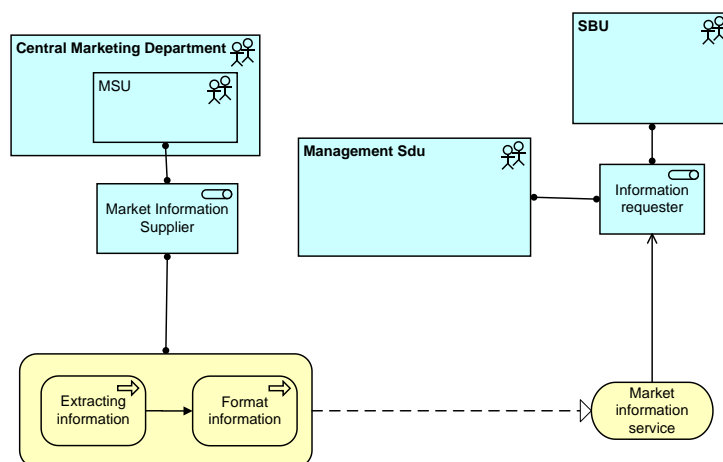 Central Marketing Department
MSU
Market Information
Supplier
Extracting
information
Format
information
SBU
Management Sdu
Information
requester
Market
information
service